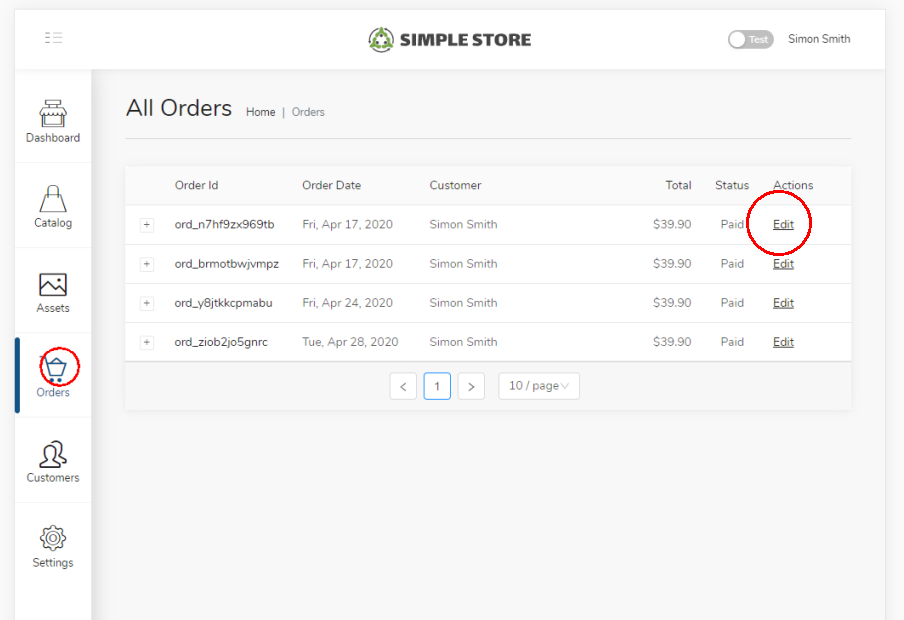 SIMPLE STORE
Test
Simon Smith
Dashboard
Catalog
Assets
Orders
Customers
Settings
All Orders Home | Orders
Order Id Order Date Customer Total Status Actions
+ ord_n7hf9zx969tb Fri, Apr 17, 2020 Simon Smith $39.90 Paid Edit
+ ord_brmotbwjvmpz Fri, Apr 17, 2020 Simon Smith $39.90 Paid Edit
+ ord_y8jtkkcpmabu Fri, Apr 24, 2020 Simon Smith $39.90 Paid Edit
+ ord_ziob2jo5gnrc Tue, Apr 28, 2020 Simon Smith $39.90 Paid Edit
< 1 > 10 / page